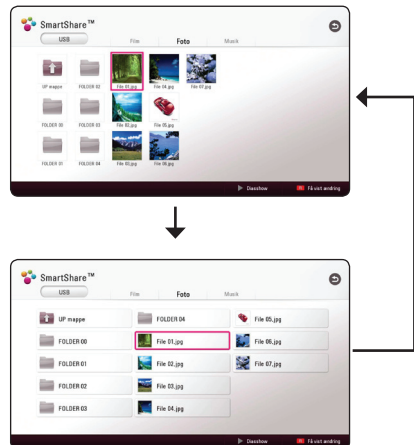 SmartShare™
USB Film Foto Musik
UP mappe FOLDER 02 File 01.jpg File 04.jpg File 07.jpg
FOLDER 00 FOLDER 03 File 02.jpg File 05.jpg
FOLDER 01 FOLDER 04 File 03.jpg File 06.jpg
Diasshow Få vist ændring
SmartShare™
USB Film Foto Musik
UP mappe FOLDER 04 File 05.jpg
FOLDER 00 File 01.jpg File 06.jpg
FOLDER 01 File 02.jpg File 07.jpg
FOLDER 02 File 03.jpg
FOLDER 03 File 04.jpg
Diasshow Få vist ændring